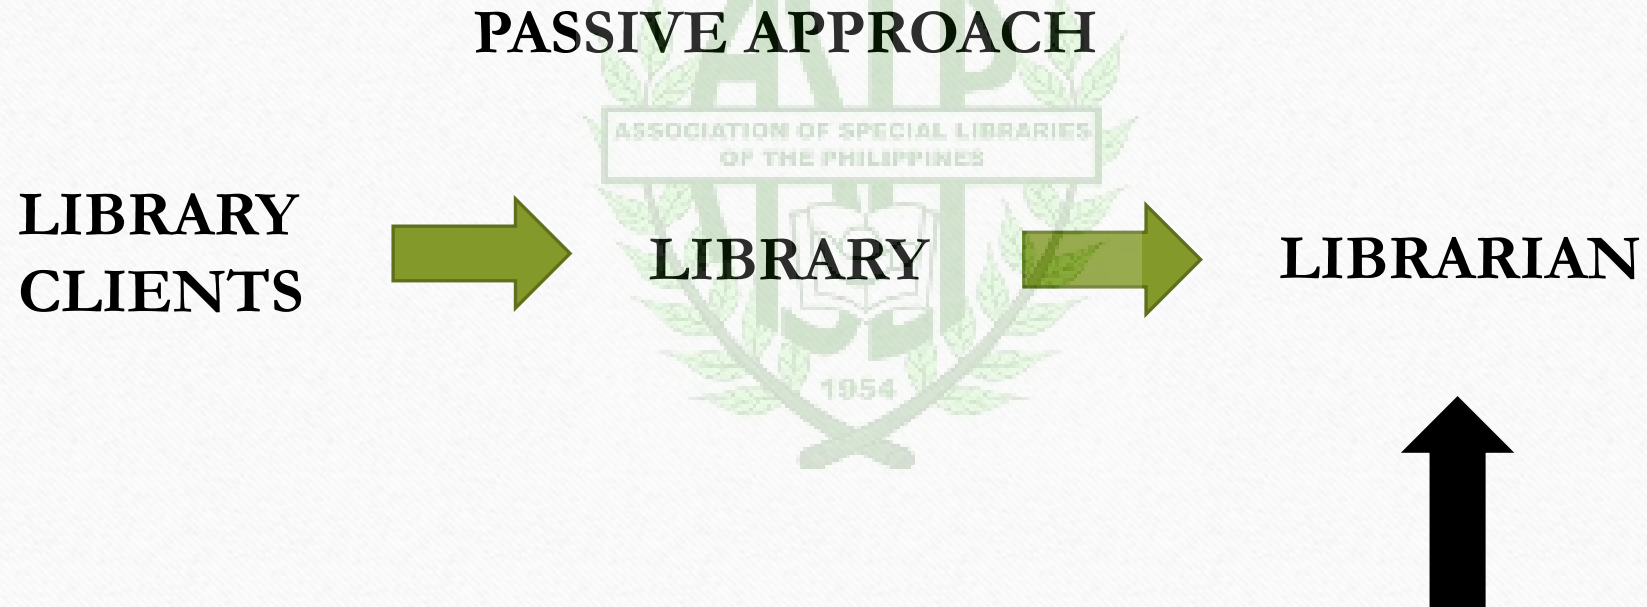 PASSIVE APPROACH
ASSOCIATION OF SPECIAL LIBRARIES
OF THE PHILIPPINES
LIBRARY
CLIENTS
LIBRARY
LIBRARIAN
1954